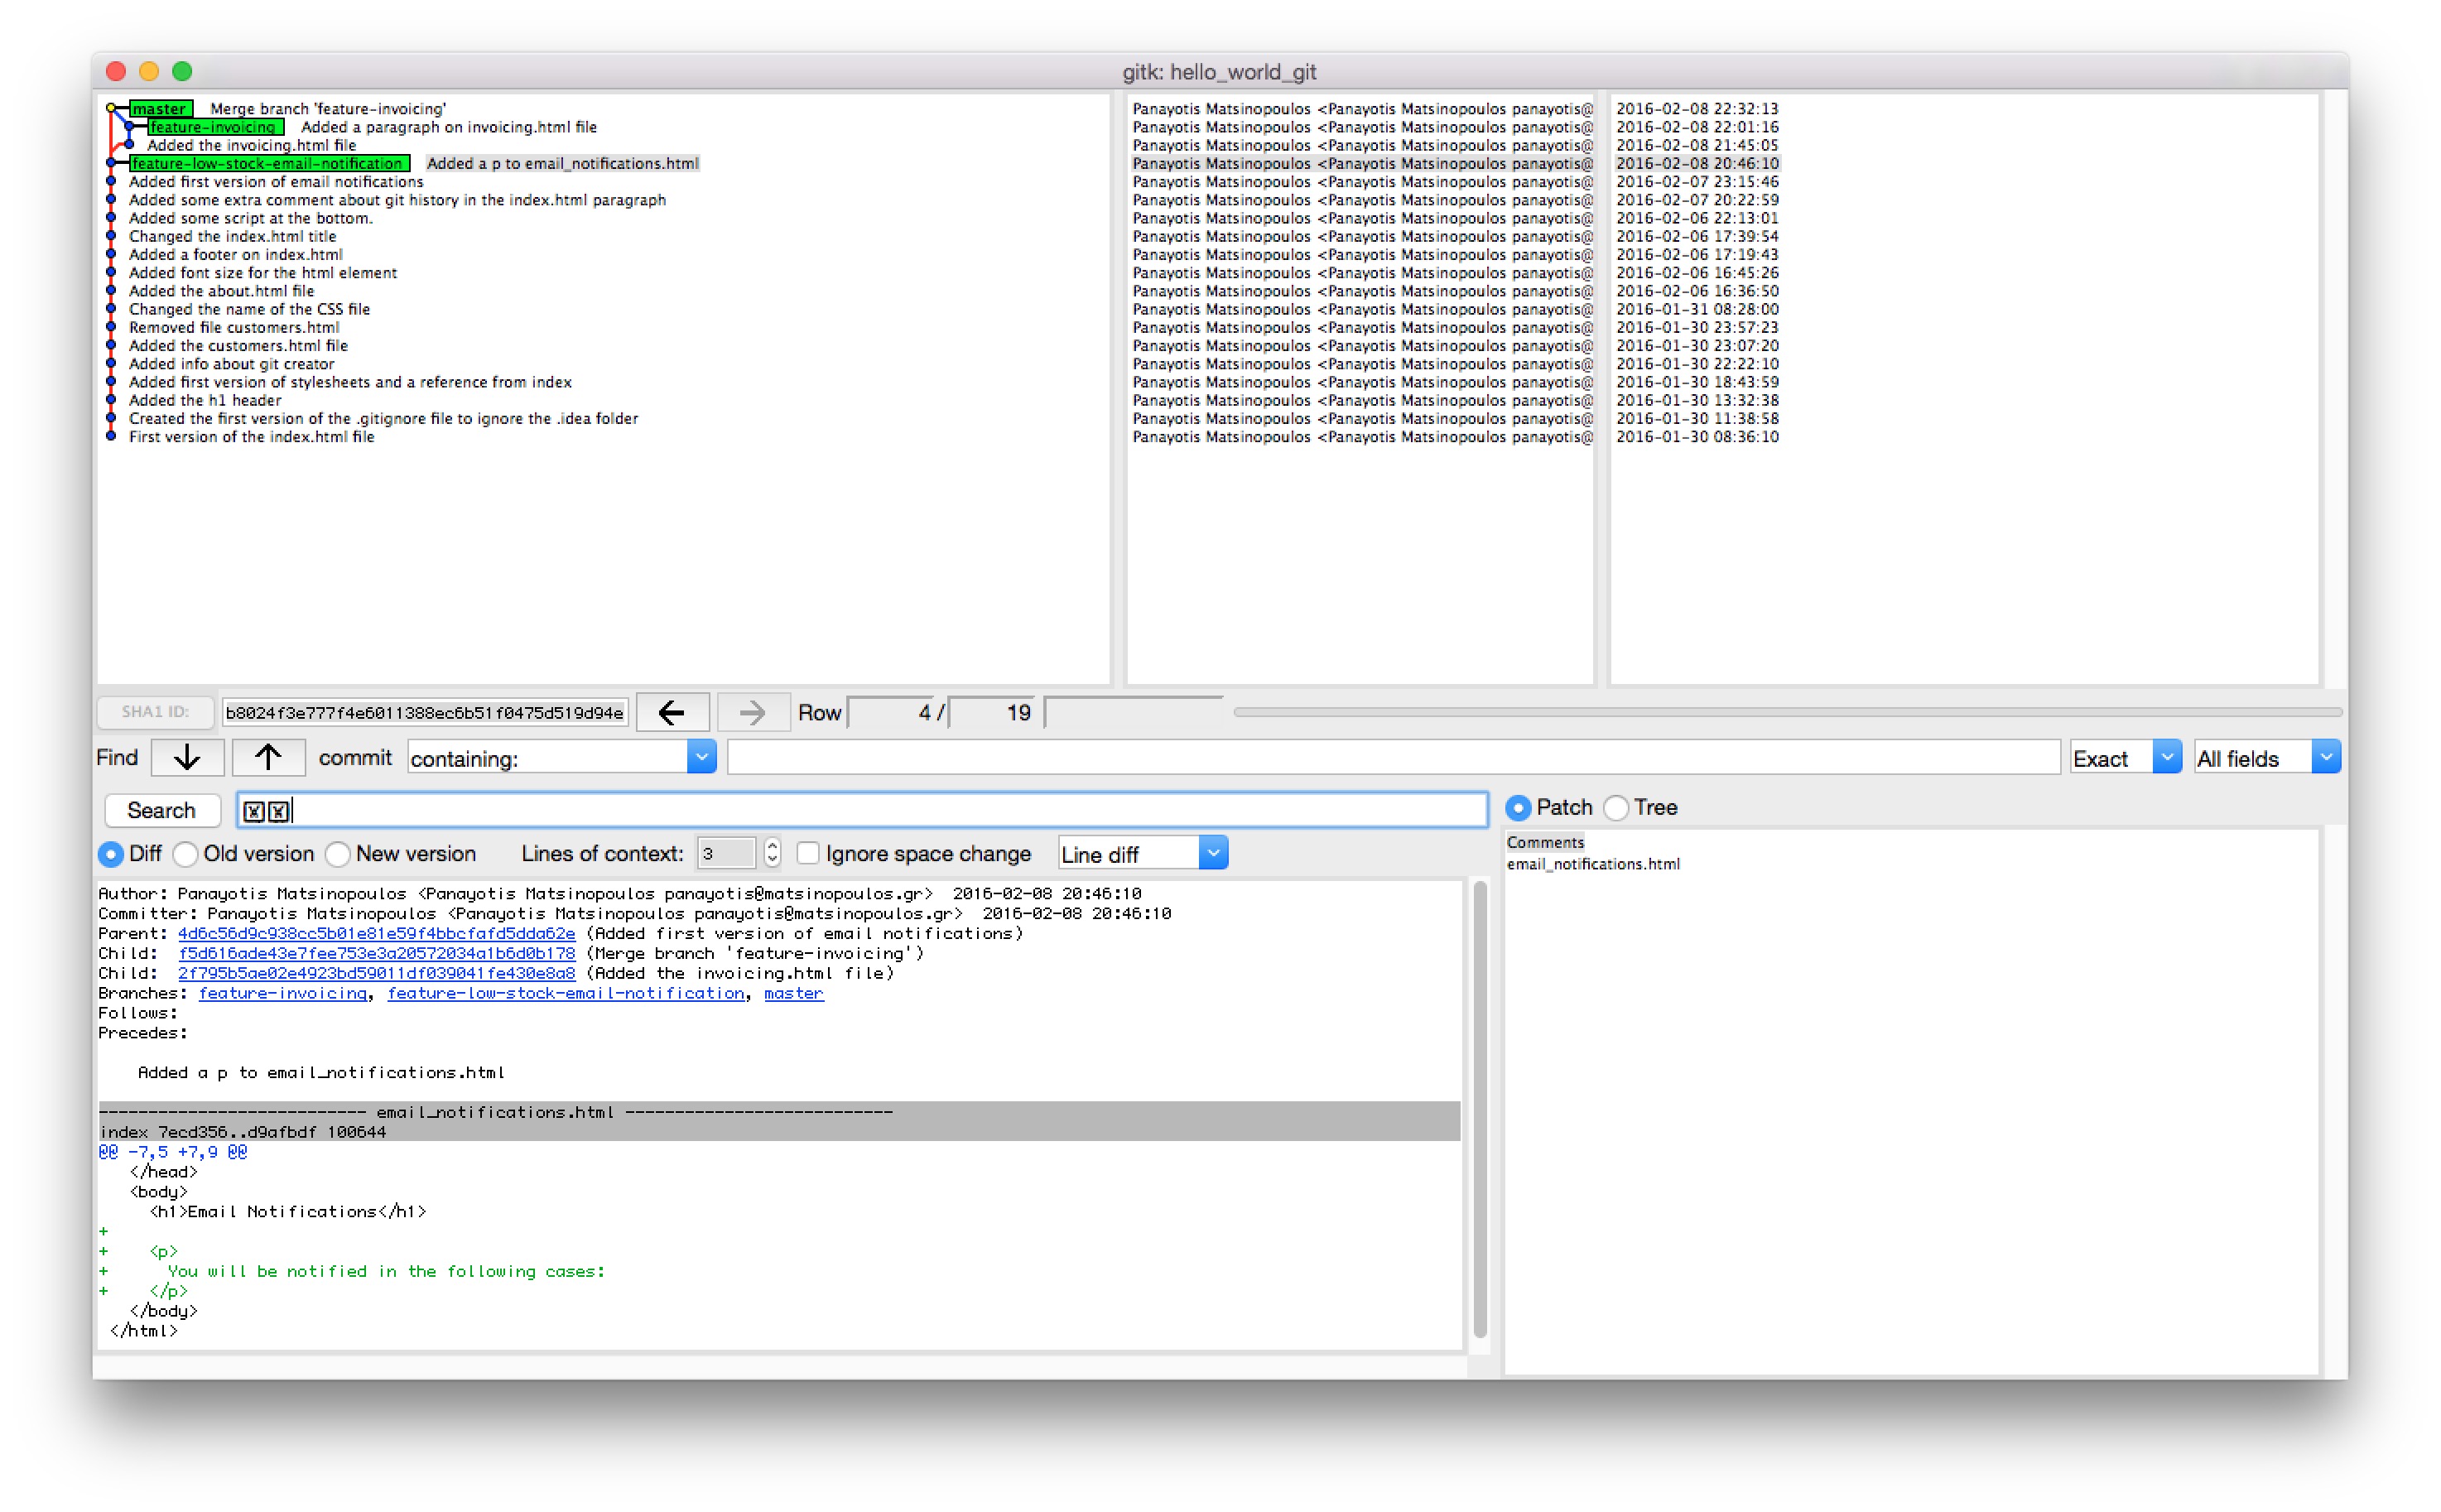 gitk: hello_world_git
master Merge branch 'feature-invoicing' Panayotis Matsinopoulos <Panayotis Matsinopoulos panayotis@ 2016-02-08 22:32:13
feature-invoicing Added a paragraph on invoicing.html file Panayotis Matsinopoulos <Panayotis Matsinopoulos panayotis@ 2016-02-08 22:01:16
Added the invoicing.html file Panayotis Matsinopoulos <Panayotis Matsinopoulos panayotis@ 2016-02-08 21:45:05
feature-low-stock-email-notification Added a p to email_notifications.html Panayotis Matsinopoulos <Panayotis Matsinopoulos panayotis@ 2016-02-08 20:46:10
Added first version of email notifications Panayotis Matsinopoulos <Panayotis Matsinopoulos panayotis@ 2016-02-07 23:15:46
Added some extra comment about git history in the index.html paragraph Panayotis Matsinopoulos <Panayotis Matsinopoulos panayotis@ 2016-02-07 20:22:59
Added some script at the bottom. Panayotis Matsinopoulos <Panayotis Matsinopoulos panayotis@ 2016-02-06 22:13:01
Changed the index.html title Panayotis Matsinopoulos <Panayotis Matsinopoulos panayotis@ 2016-02-06 17:39:54
Added a footer on index.html Panayotis Matsinopoulos <Panayotis Matsinopoulos panayotis@ 2016-02-06 17:19:43
Added font size for the html element Panayotis Matsinopoulos <Panayotis Matsinopoulos panayotis@ 2016-02-06 16:45:26
Added the about.html file Panayotis Matsinopoulos <Panayotis Matsinopoulos panayotis@ 2016-02-06 16:36:50
Changed the name of the CSS file Panayotis Matsinopoulos <Panayotis Matsinopoulos panayotis@ 2016-01-31 08:28:00
Removed file customers.html Panayotis Matsinopoulos <Panayotis Matsinopoulos panayotis@ 2016-01-30 23:57:23
Added the customers.html file Panayotis Matsinopoulos <Panayotis Matsinopoulos panayotis@ 2016-01-30 23:07:20
Added info about git creator Panayotis Matsinopoulos <Panayotis Matsinopoulos panayotis@ 2016-01-30 22:22:10
Added first version of stylesheets and a reference from index Panayotis Matsinopoulos <Panayotis Matsinopoulos panayotis@ 2016-01-30 18:43:59
Added the h1 header Panayotis Matsinopoulos <Panayotis Matsinopoulos panayotis@ 2016-01-30 13:32:38
Created the first version of the .gitignore file to ignore the .idea folder Panayotis Matsinopoulos <Panayotis Matsinopoulos panayotis@ 2016-01-30 11:38:58
First version of the index.html file Panayotis Matsinopoulos <Panayotis Matsinopoulos panayotis@ 2016-01-30 08:36:10
SHA1 ID: b8024f3e777f4e6011388ec6b51f0475d519d94e ← → Row 4 / 19
Find ↓ ↑ commit containing: Exact All fields
Search
Patch Tree
Diff Old version New version Lines of context: 3 Ignore space change Line diff
Comments
email_notifications.html
Author: Panayotis Matsinopoulos <Panayotis Matsinopoulos panayotis@matsinopoulos.gr> 2016-02-08 20:46:10
Committer: Panayotis Matsinopoulos <Panayotis Matsinopoulos panayotis@matsinopoulos.gr> 2016-02-08 20:46:10
Parent: 4d6c56d9c938cc5b01e81e59f4bbcfafd5dda62e (Added first version of email notifications)
Child: f5d616ade43e7fee753e3a20572034a1b6d0b178 (Merge branch 'feature-invoicing')
Child: 2f795b5ae02e4923bd59011df039041fe430e8a8 (Added the invoicing.html file)
Branches: feature-invoicing, feature-low-stock-email-notification, master
Follows:
Precedes:
Added a p to email_notifications.html
--------------------------- email_notifications.html ---------------------------
index 7ecd356..d9afbdf 100644
@@ -7,5 +7,9 @@
</head>
<body>
<h1>Email Notifications</h1>
+
+ <p>
+ You will be notified in the following cases:
+ </p>
</body>
</html>